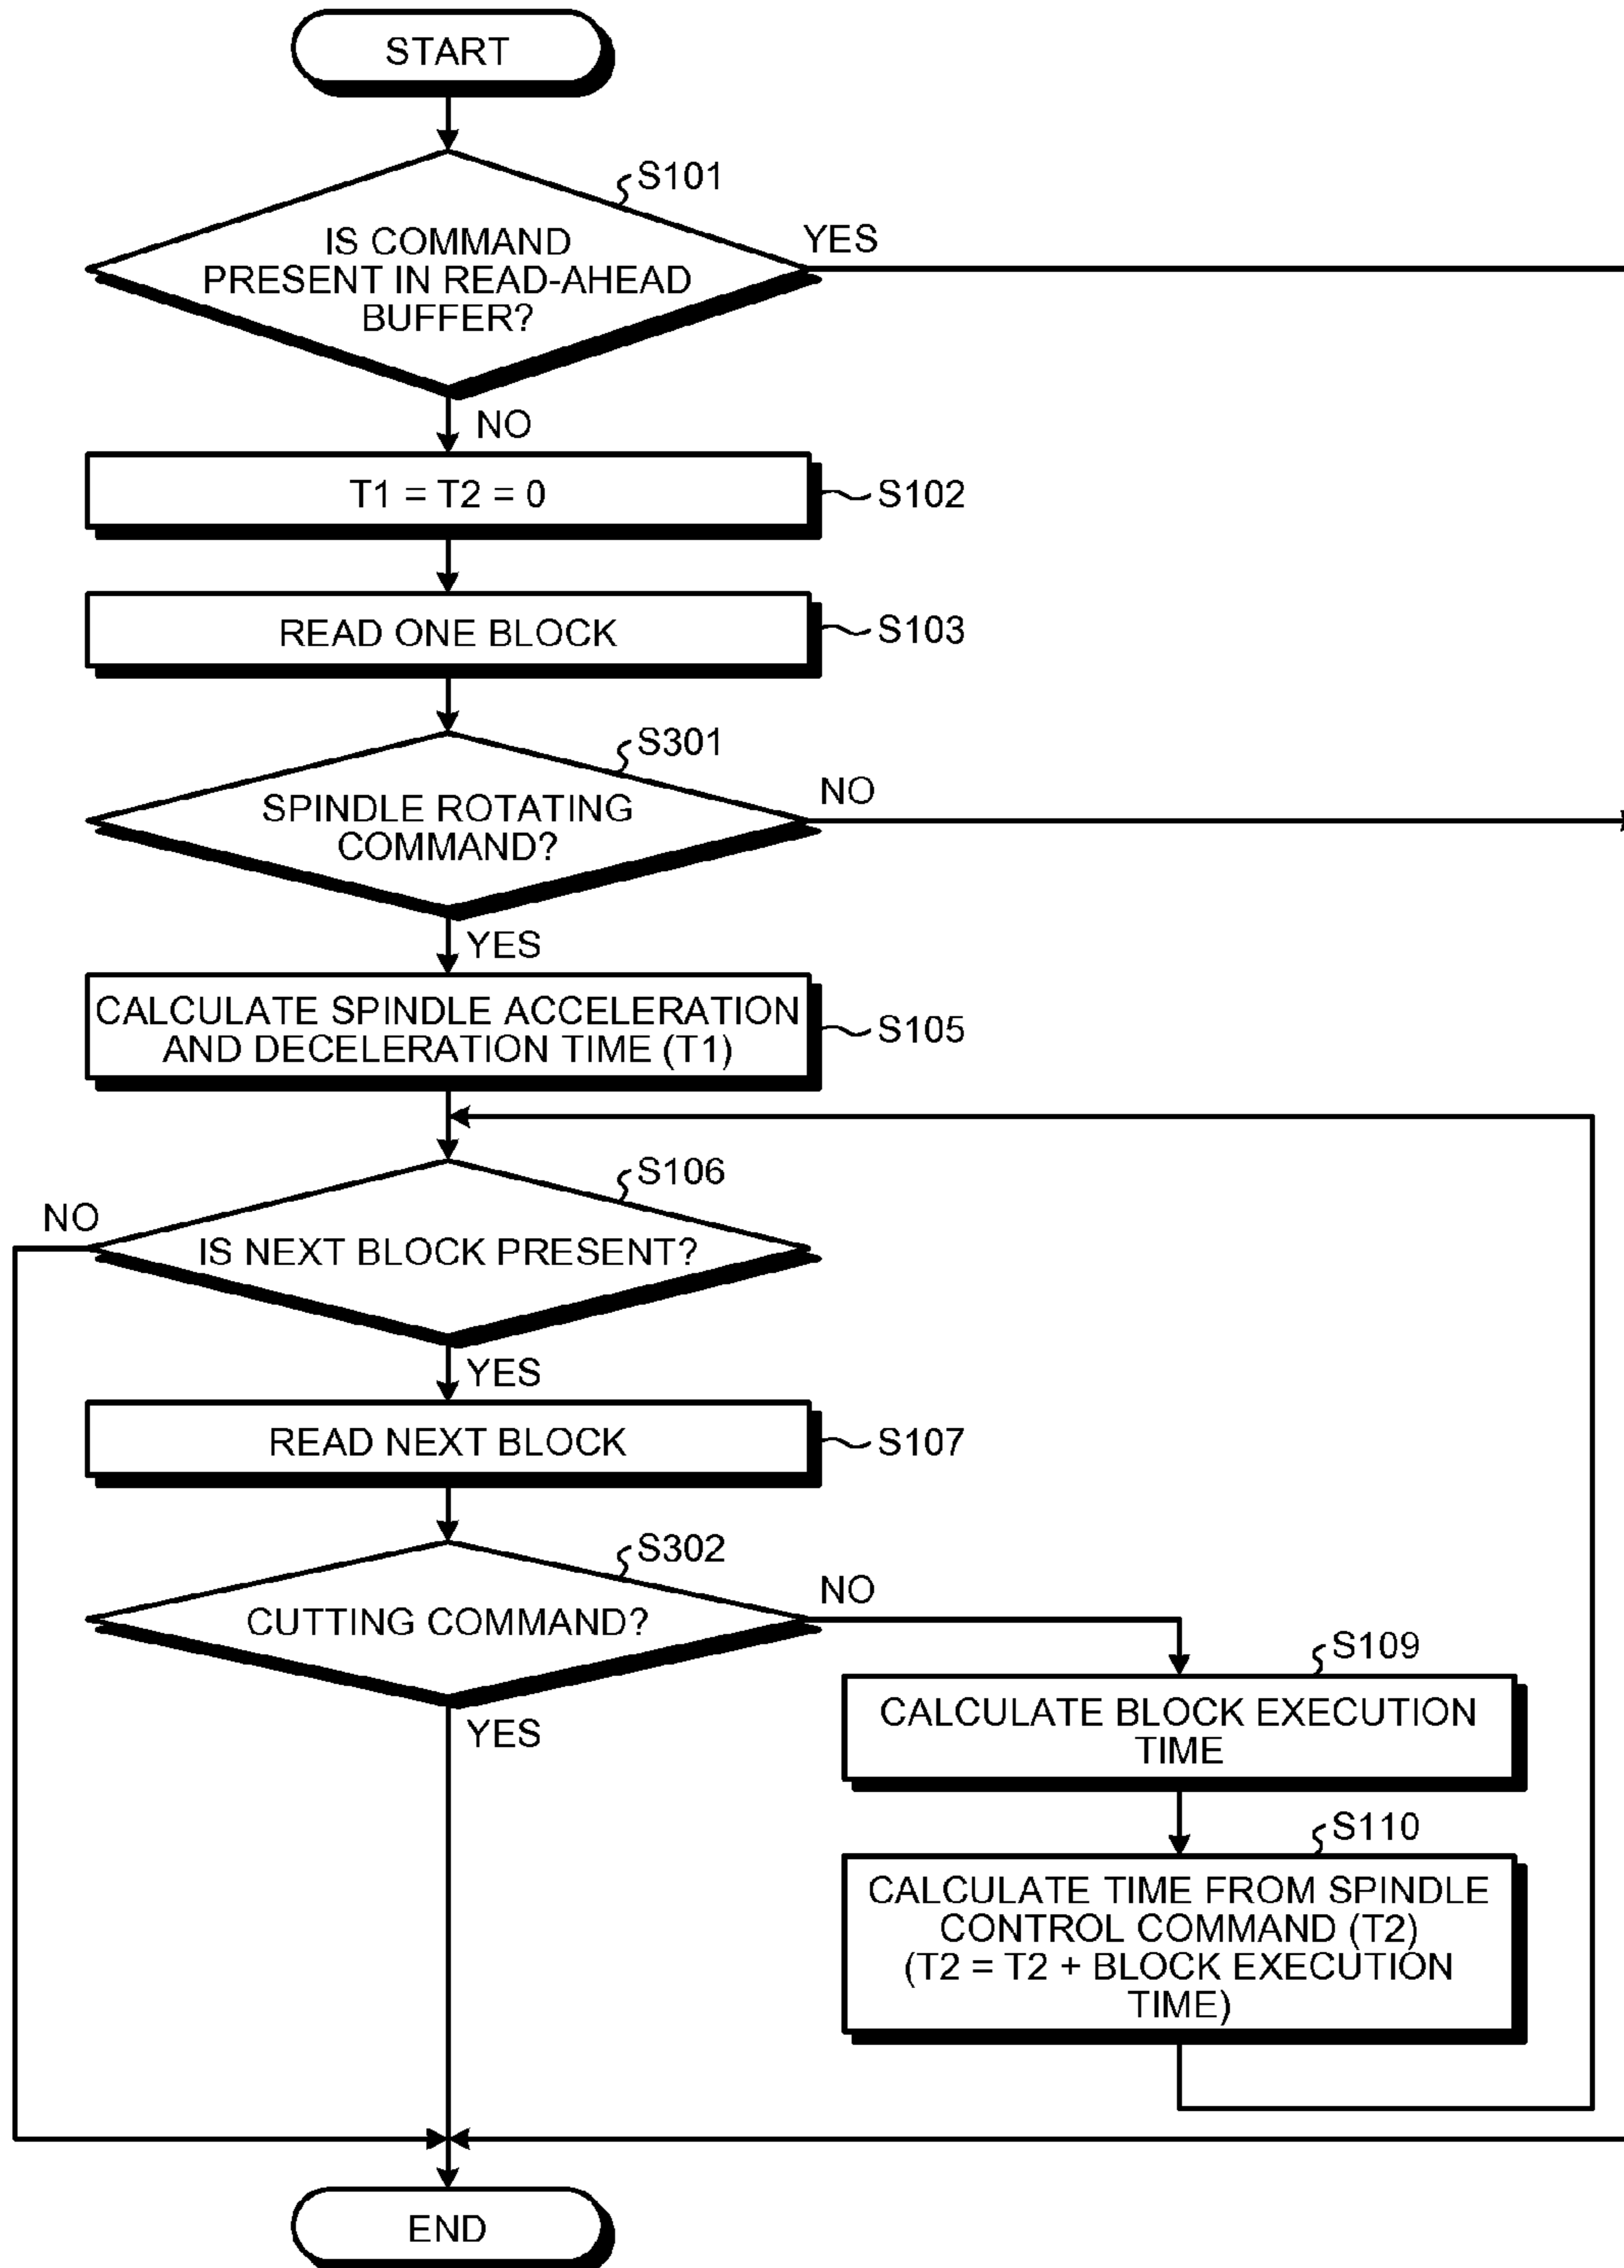 START
S101
IS COMMAND
PRESENT IN READ-AHEAD
BUFFER?
YES
NO
T1 = T2 = 0
S102
READ ONE BLOCK
S103
S301
SPINDLE ROTATING
COMMAND?
NO
YES
CALCULATE SPINDLE ACCELERATION
AND DECELERATION TIME (T1)
S105
S106
NO
IS NEXT BLOCK PRESENT?
YES
READ NEXT BLOCK
S107
S302
CUTTING COMMAND?
NO
YES
S109
CALCULATE BLOCK EXECUTION
TIME
S110
CALCULATE TIME FROM SPINDLE
CONTROL COMMAND (T2)
(T2 = T2 + BLOCK EXECUTION
TIME)
END